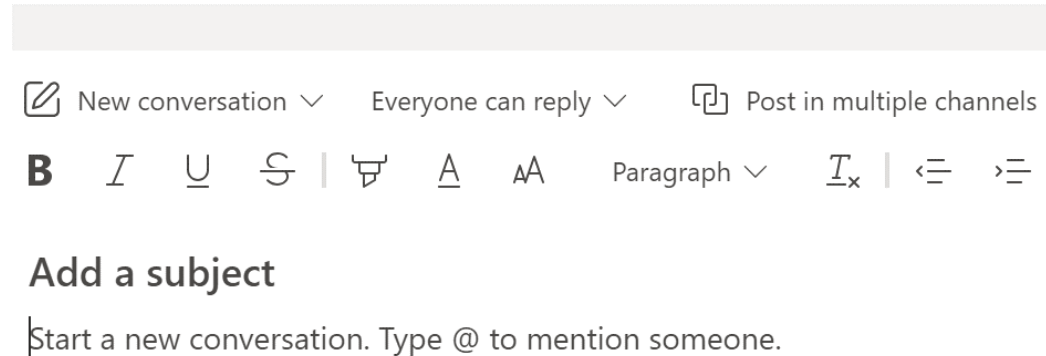 New conversation Everyone can reply Post in multiple channels
B I U S A AA Paragraph Tx
Add a subject
Start a new conversation. Type @ to mention someone.